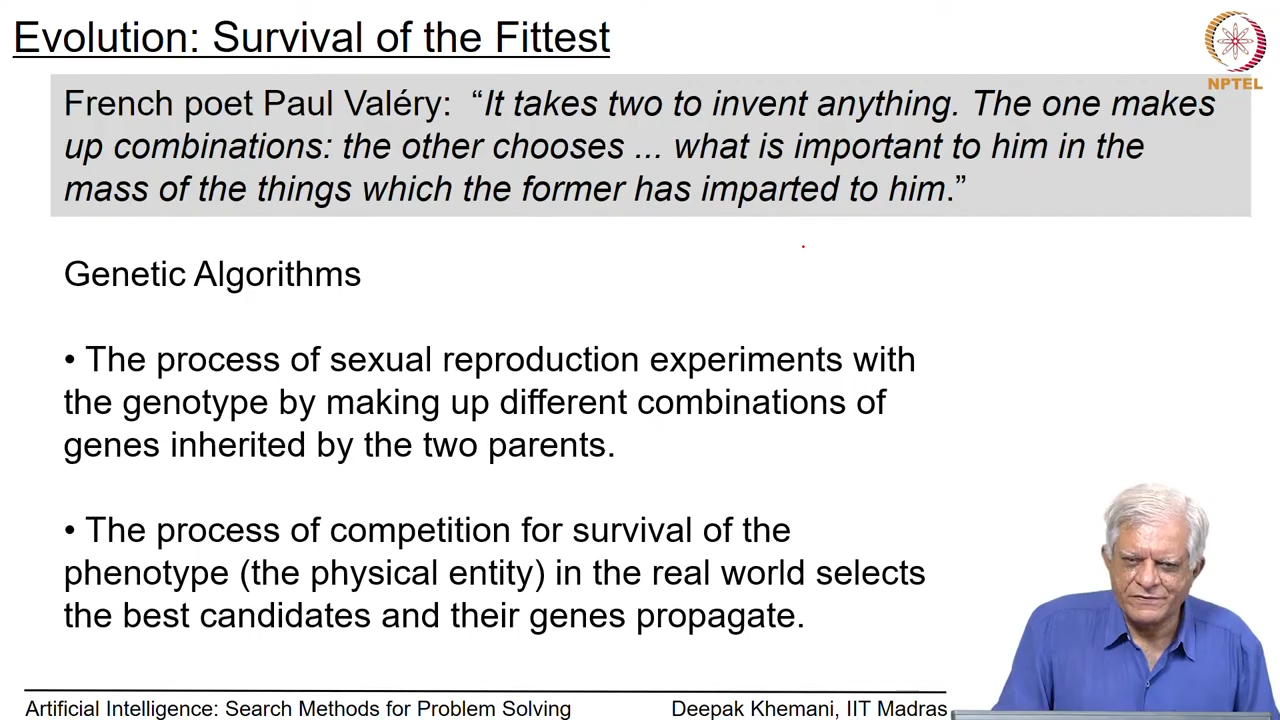 Evolution: Survival of the Fittest
NPTEL
French poet Paul Valéry: “It takes two to invent anything. The one makes
up combinations: the other chooses ... what is important to him in the
mass of the things which the former has imparted to him.”
Genetic Algorithms
• The process of sexual reproduction experiments with
the genotype by making up different combinations of
genes inherited by the two parents.
• The process of competition for survival of the
phenotype (the physical entity) in the real world selects
the best candidates and their genes propagate.
Artificial Intelligence: Search Methods for Problem Solving
Deepak Khemani, IIT Madras